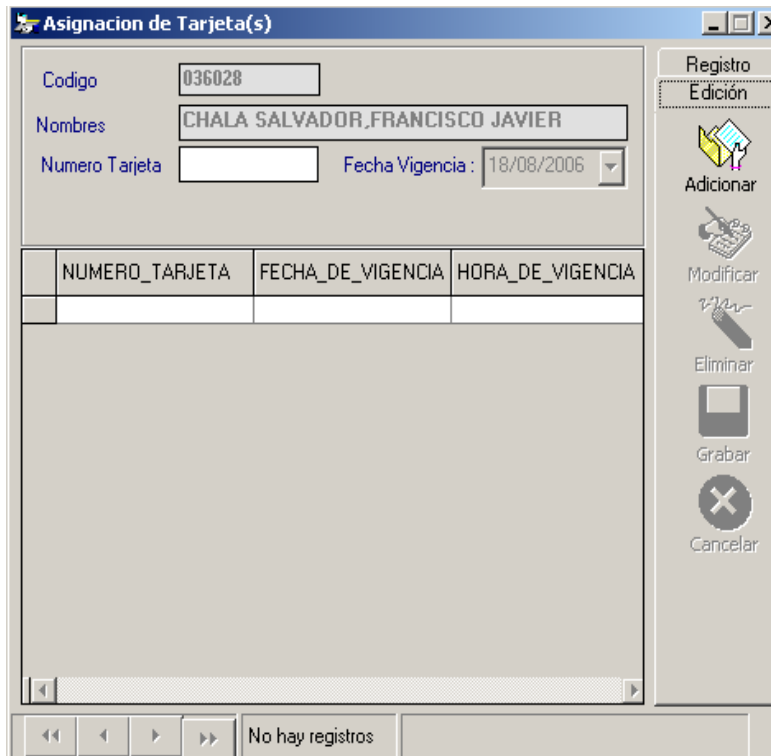 Asignacion de Tarjeta(s)
Codigo 036028
Nombres CHALA SALVADOR,FRANCISCO JAVIER
Numero Tarjeta Fecha Vigencia : 18/08/2006
NUMERO_TARJETA FECHA_DE_VIGENCIA HORA_DE_VIGENCIA
Registro
Edición
Adicionar
Modificar
Eliminar
Grabar
Cancelar
No hay registros